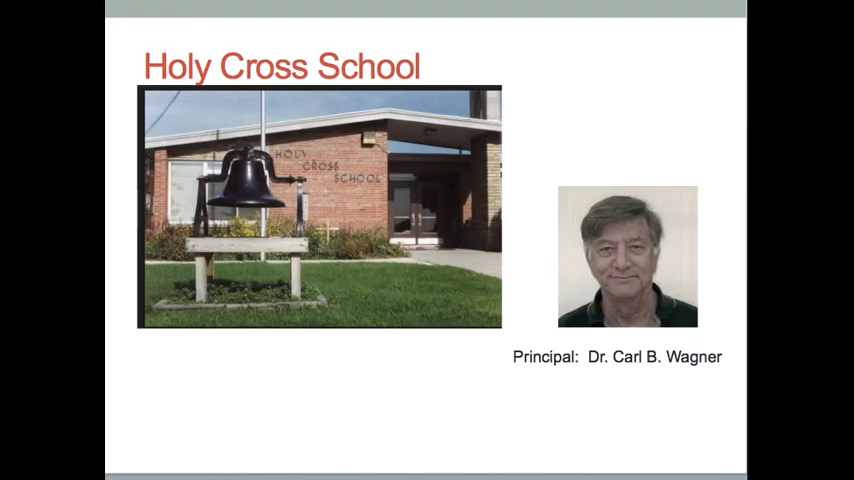 Holy Cross School
HOLY
CROSS
SCHOOL
Principal: Dr. Carl B. Wagner